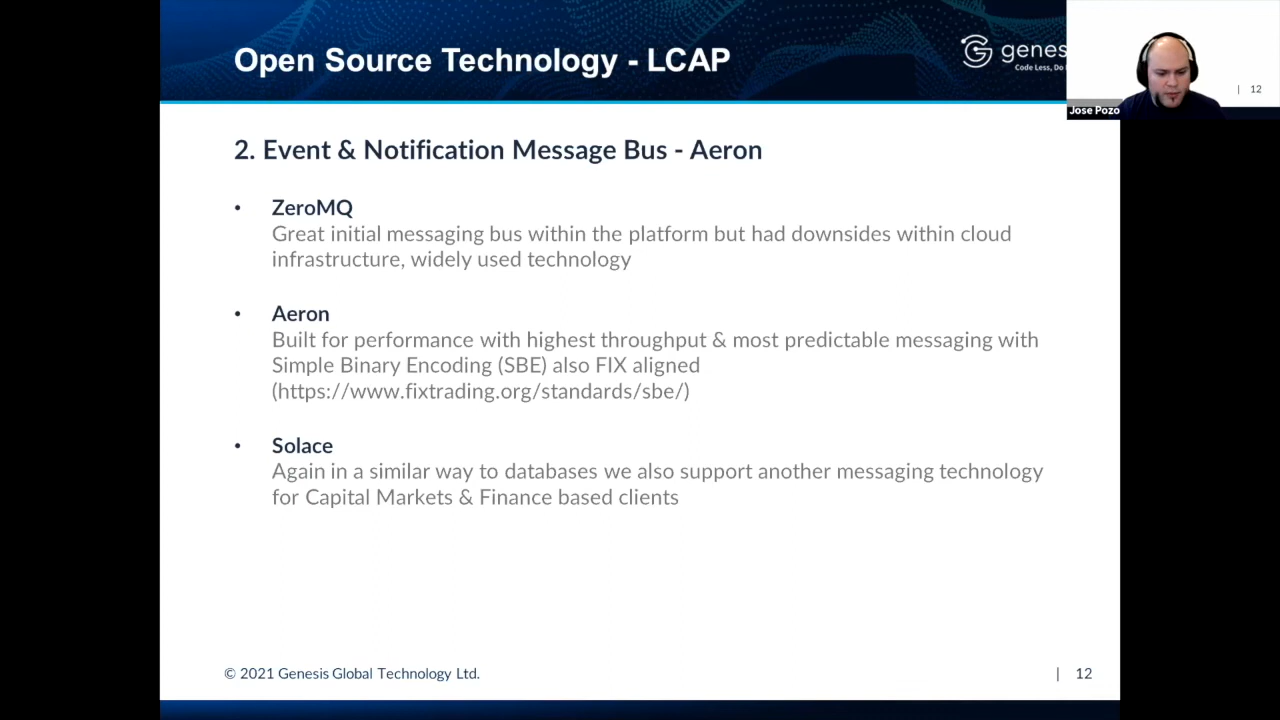 Open Source Technology - LCAP
genes
Code Less, Do
| 12
Jose Pozo
2. Event & Notification Message Bus - Aeron
• ZeroMQ
Great initial messaging bus within the platform but had downsides within cloud
infrastructure, widely used technology
• Aeron
Built for performance with highest throughput & most predictable messaging with
Simple Binary Encoding (SBE) also FIX aligned
(https://www.fixtrading.org/standards/sbe/)
• Solace
Again in a similar way to databases we also support another messaging technology
for Capital Markets & Finance based clients
© 2021 Genesis Global Technology Ltd.
| 12